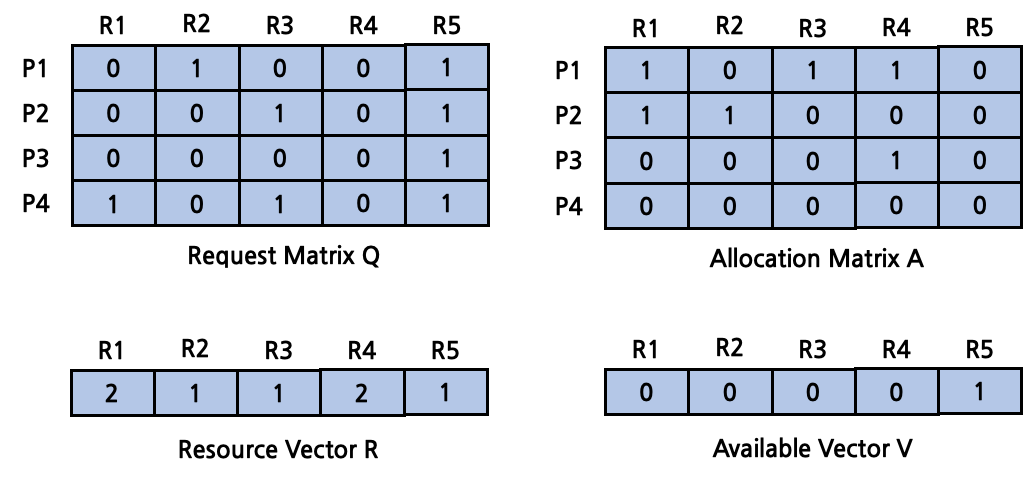 R1 R2 R3 R4 R5
P1 0 1 0 0 1
P2 0 0 1 0 1
P3 0 0 0 0 1
P4 1 0 1 0 1
Request Matrix Q
R1 R2 R3 R4 R5
P1 1 0 1 1 0
P2 1 1 0 0 0
P3 0 0 0 1 0
P4 0 0 0 0 0
Allocation Matrix A
R1 R2 R3 R4 R5
2 1 1 2 1
Resource Vector R
R1 R2 R3 R4 R5
0 0 0 0 1
Available Vector V